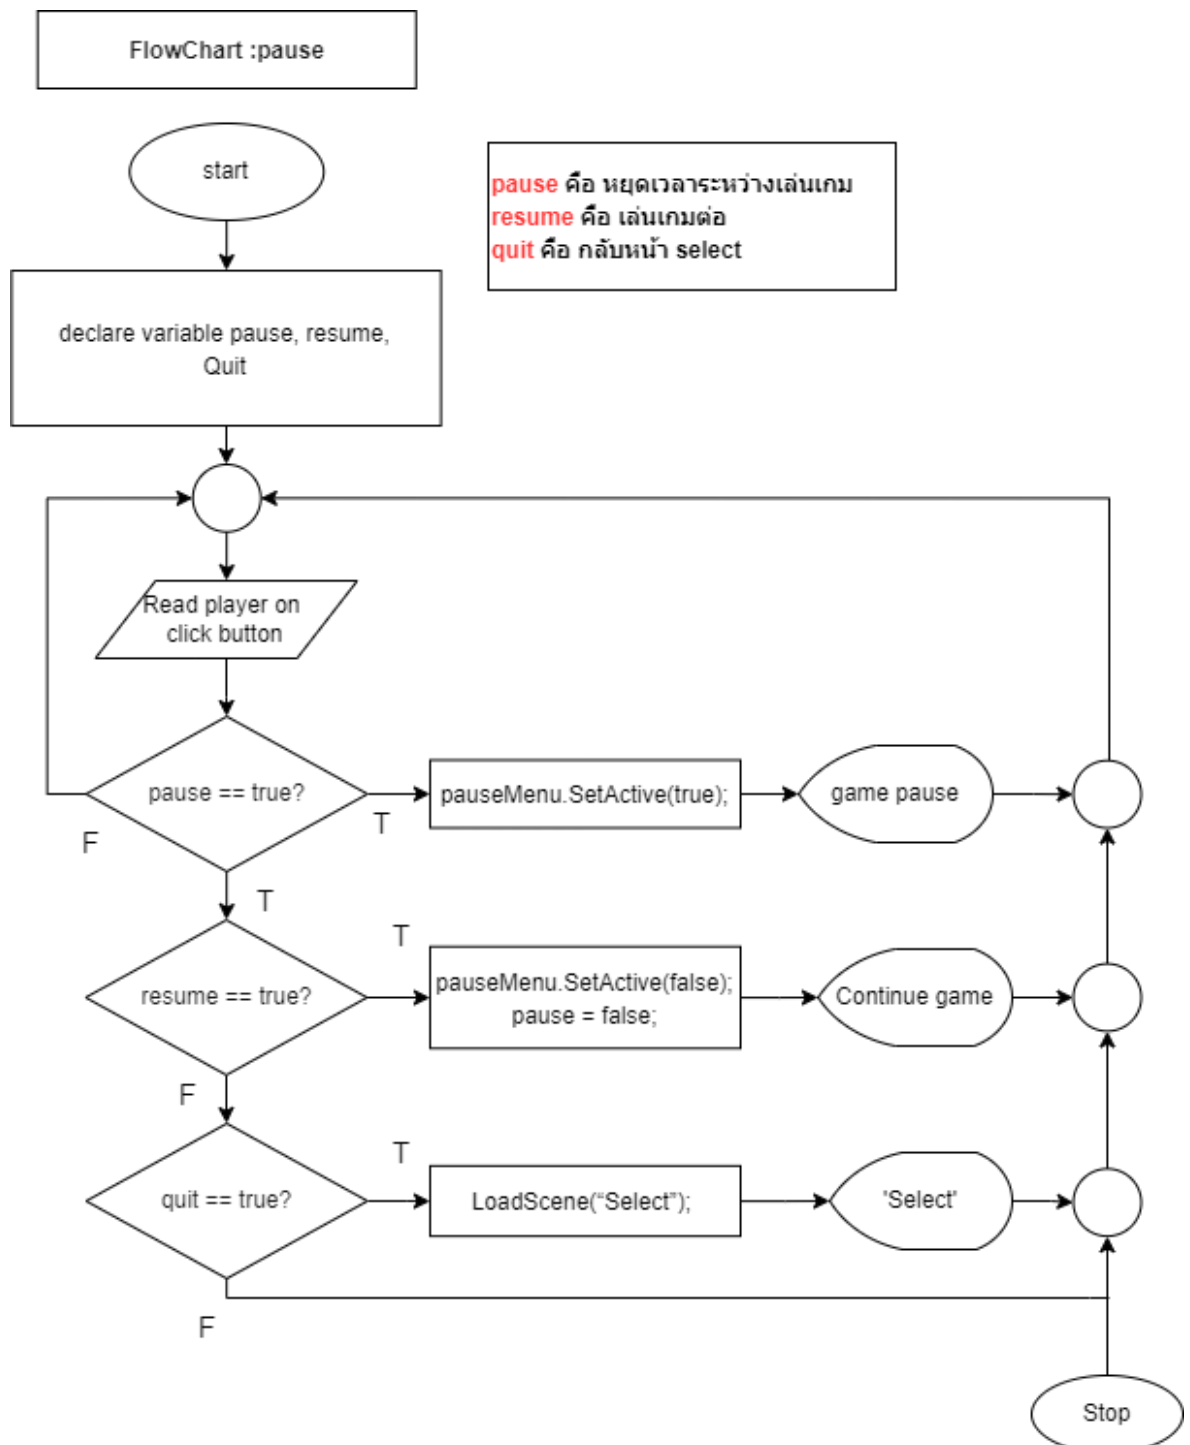 FlowChart :pause
start
pause คือ หยุดเวลาระหว่างเล่นเกม
resume คือ เล่นเกมต่อ
quit คือ กลับหน้า select
declare variable pause, resume,
Quit
Read player on
click button
pause == true?
pauseMenu.SetActive(true);
game pause
T
F
T
resume == true?
T
pauseMenu.SetActive(false);
pause = false;
Continue game
F
quit == true?
T
LoadScene(“Select”);
'Select'
F
Stop